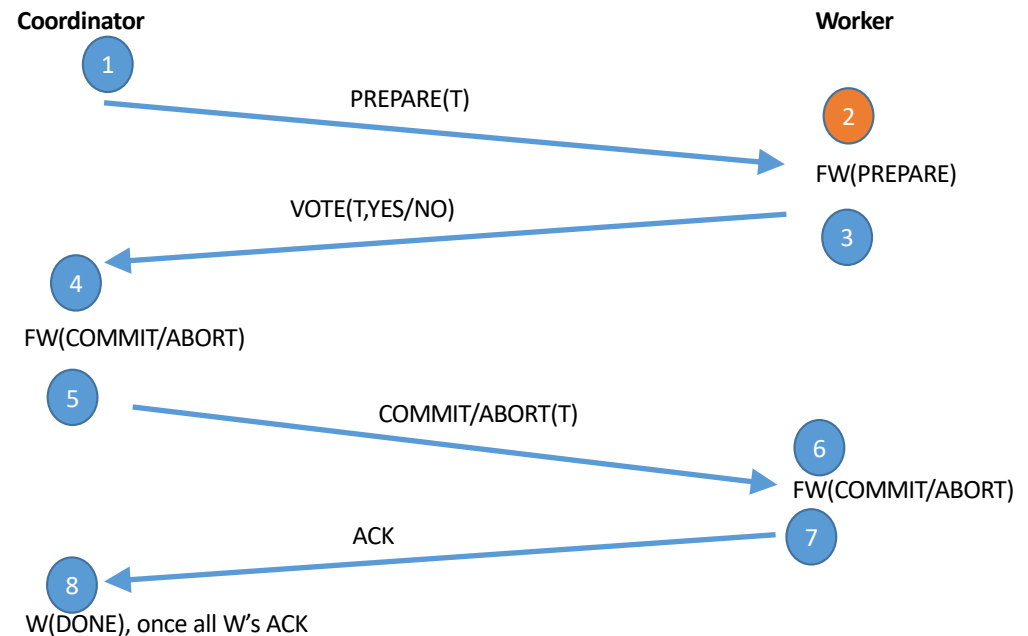 Coordinator
Worker
1
PREPARE(T)
2
FW(PREPARE)
VOTE(T,YES/NO)
3
4
FW(COMMIT/ABORT)
5
COMMIT/ABORT(T)
6
FW(COMMIT/ABORT)
ACK
7
8
W(DONE), once all W's ACK